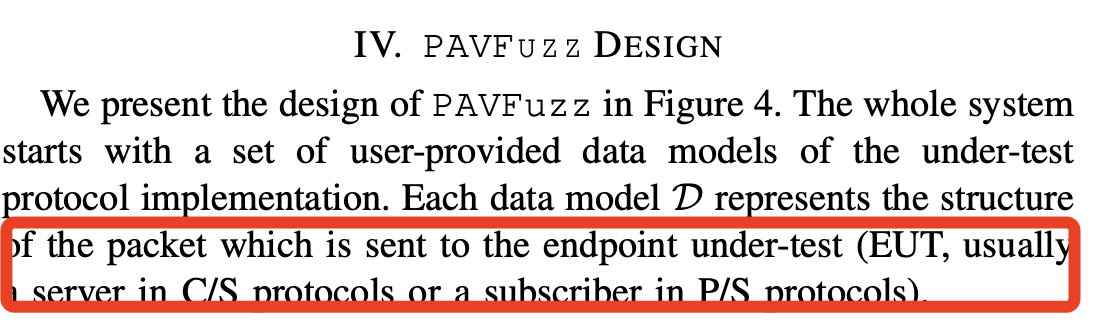 IV. PAVFuzz DESIGN
We present the design of PAVFuzz in Figure 4. The whole system
starts with a set of user-provided data models of the under-test
protocol implementation. Each data model D represents the structure
of the packet which is sent to the endpoint under-test (EUT, usually
a server in C/S protocols or a subscriber in P/S protocols).